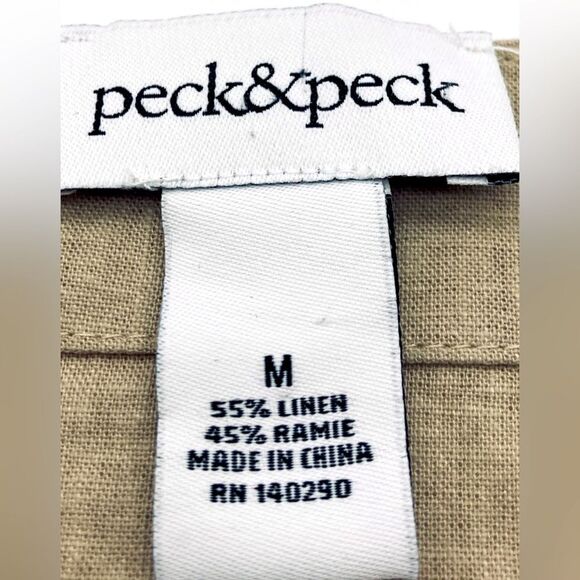 peck&peck
M
55% LINEN
45% RAMIE
MADE IN CHINA
RN 140290